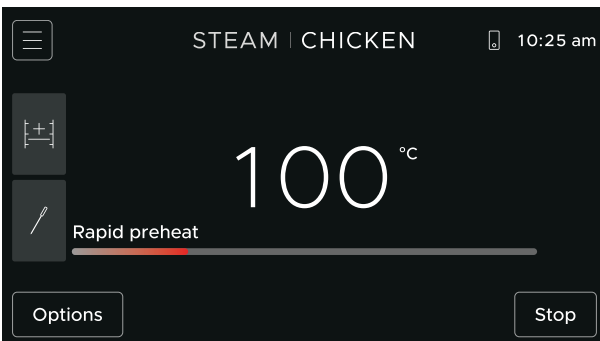 STEAM | CHICKEN
10:25 am
100 °C
Rapid preheat
Options
Stop